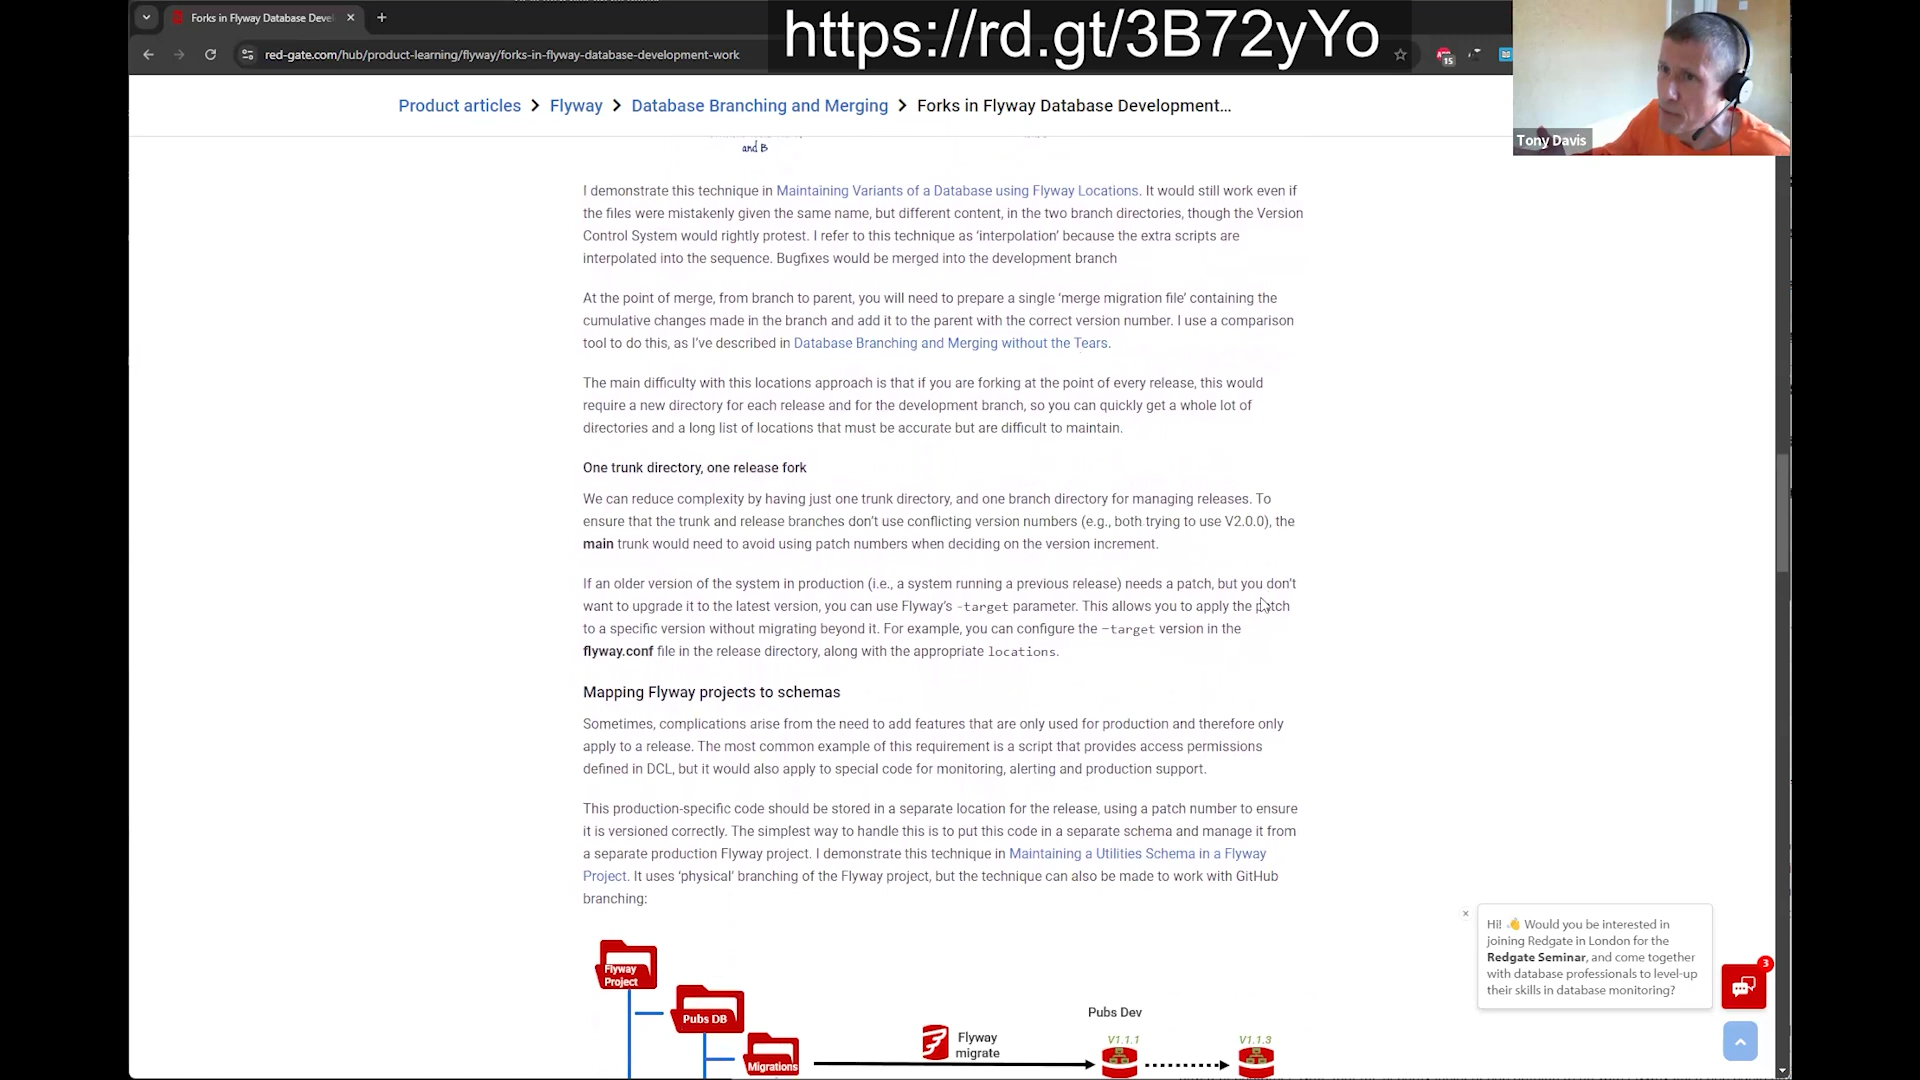 Forks in Flyway Database Devel
https://rd.gt/3B72yYo
red-gate.com/hub/product-learning/flyway/forks-in-flyway-database-development-work
15
Tony Davis
Product articles > Flyway > Database Branching and Merging > Forks in Flyway Database Development...
and B
I demonstrate this technique in Maintaining Variants of a Database using Flyway Locations. It would still work even if
the files were mistakenly given the same name, but different content, in the two branch directories, though the Version
Control System would rightly protest. I refer to this technique as ‘interpolation’ because the extra scripts are
interpolated into the sequence. Bugfixes would be merged into the development branch
At the point of merge, from branch to parent, you will need to prepare a single ‘merge migration file’ containing the
cumulative changes made in the branch and add it to the parent with the correct version number. I use a comparison
tool to do this, as I’ve described in Database Branching and Merging without the Tears.
The main difficulty with this locations approach is that if you are forking at the point of every release, this would
require a new directory for each release and for the development branch, so you can quickly get a whole lot of
directories and a long list of locations that must be accurate but are difficult to maintain.
One trunk directory, one release fork
We can reduce complexity by having just one trunk directory, and one branch directory for managing releases. To
ensure that the trunk and release branches don’t use conflicting version numbers (e.g., both trying to use V2.0.0), the
main trunk would need to avoid using patch numbers when deciding on the version increment.
If an older version of the system in production (i.e., a system running a previous release) needs a patch, but you don’t
want to upgrade it to the latest version, you can use Flyway’s -target parameter. This allows you to apply the patch
to a specific version without migrating beyond it. For example, you can configure the –target version in the
flyway.conf file in the release directory, along with the appropriate locations.
Mapping Flyway projects to schemas
Sometimes, complications arise from the need to add features that are only used for production and therefore only
apply to a release. The most common example of this requirement is a script that provides access permissions
defined in DCL, but it would also apply to special code for monitoring, alerting and production support.
This production-specific code should be stored in a separate location for the release, using a patch number to ensure
it is versioned correctly. The simplest way to handle this is to put this code in a separate schema and manage it from
a separate production Flyway project. I demonstrate this technique in Maintaining a Utilities Schema in a Flyway
Project. It uses ‘physical’ branching of the Flyway project, but the technique can also be made to work with GitHub
branching:
Hi! 👋 Would you be interested in
joining Redgate in London for the
Redgate Seminar, and come together
with database professionals to level-up
their skills in database monitoring?
3
Flyway
Project
Pubs DB
Migrations
Flyway
migrate
Pubs Dev
V1.1.1
V1.1.3